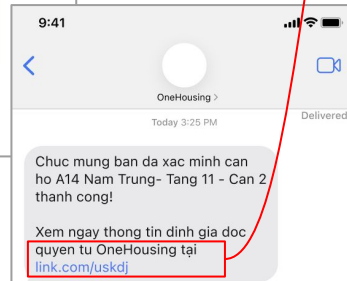 9:41
OneHousing >
Today 3:25 PM
Delivered
Chuc mung ban da xac minh can
ho A14 Nam Trung- Tang 11 - Can 2
thanh cong!
Xem ngay thong tin dinh gia doc
quyen tu OneHousing tại
link.com/uskdj